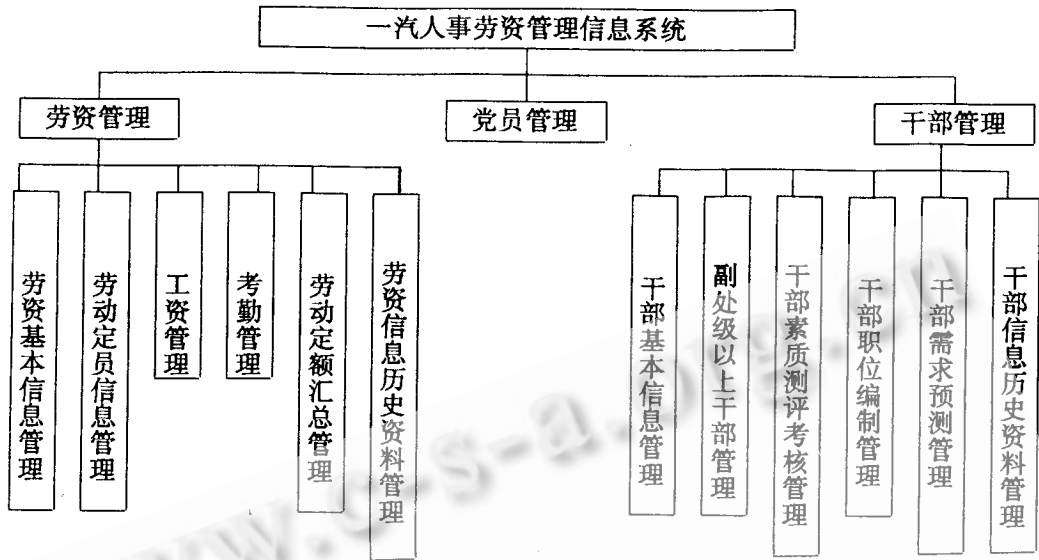 一汽人事劳资管理信息系统
劳资管理
党员管理
干部管理
劳资基本信息管理
劳动定员信息管理
工资管理
考勤管理
劳动定额汇总管理
劳资信息历史资料管理
干部基本信息管理
副处级以上干部管理
干部素质测评考核管理
干部职位编制管理
干部需求预测管理
干部信息历史资料管理
www.c-s-a.org.cn